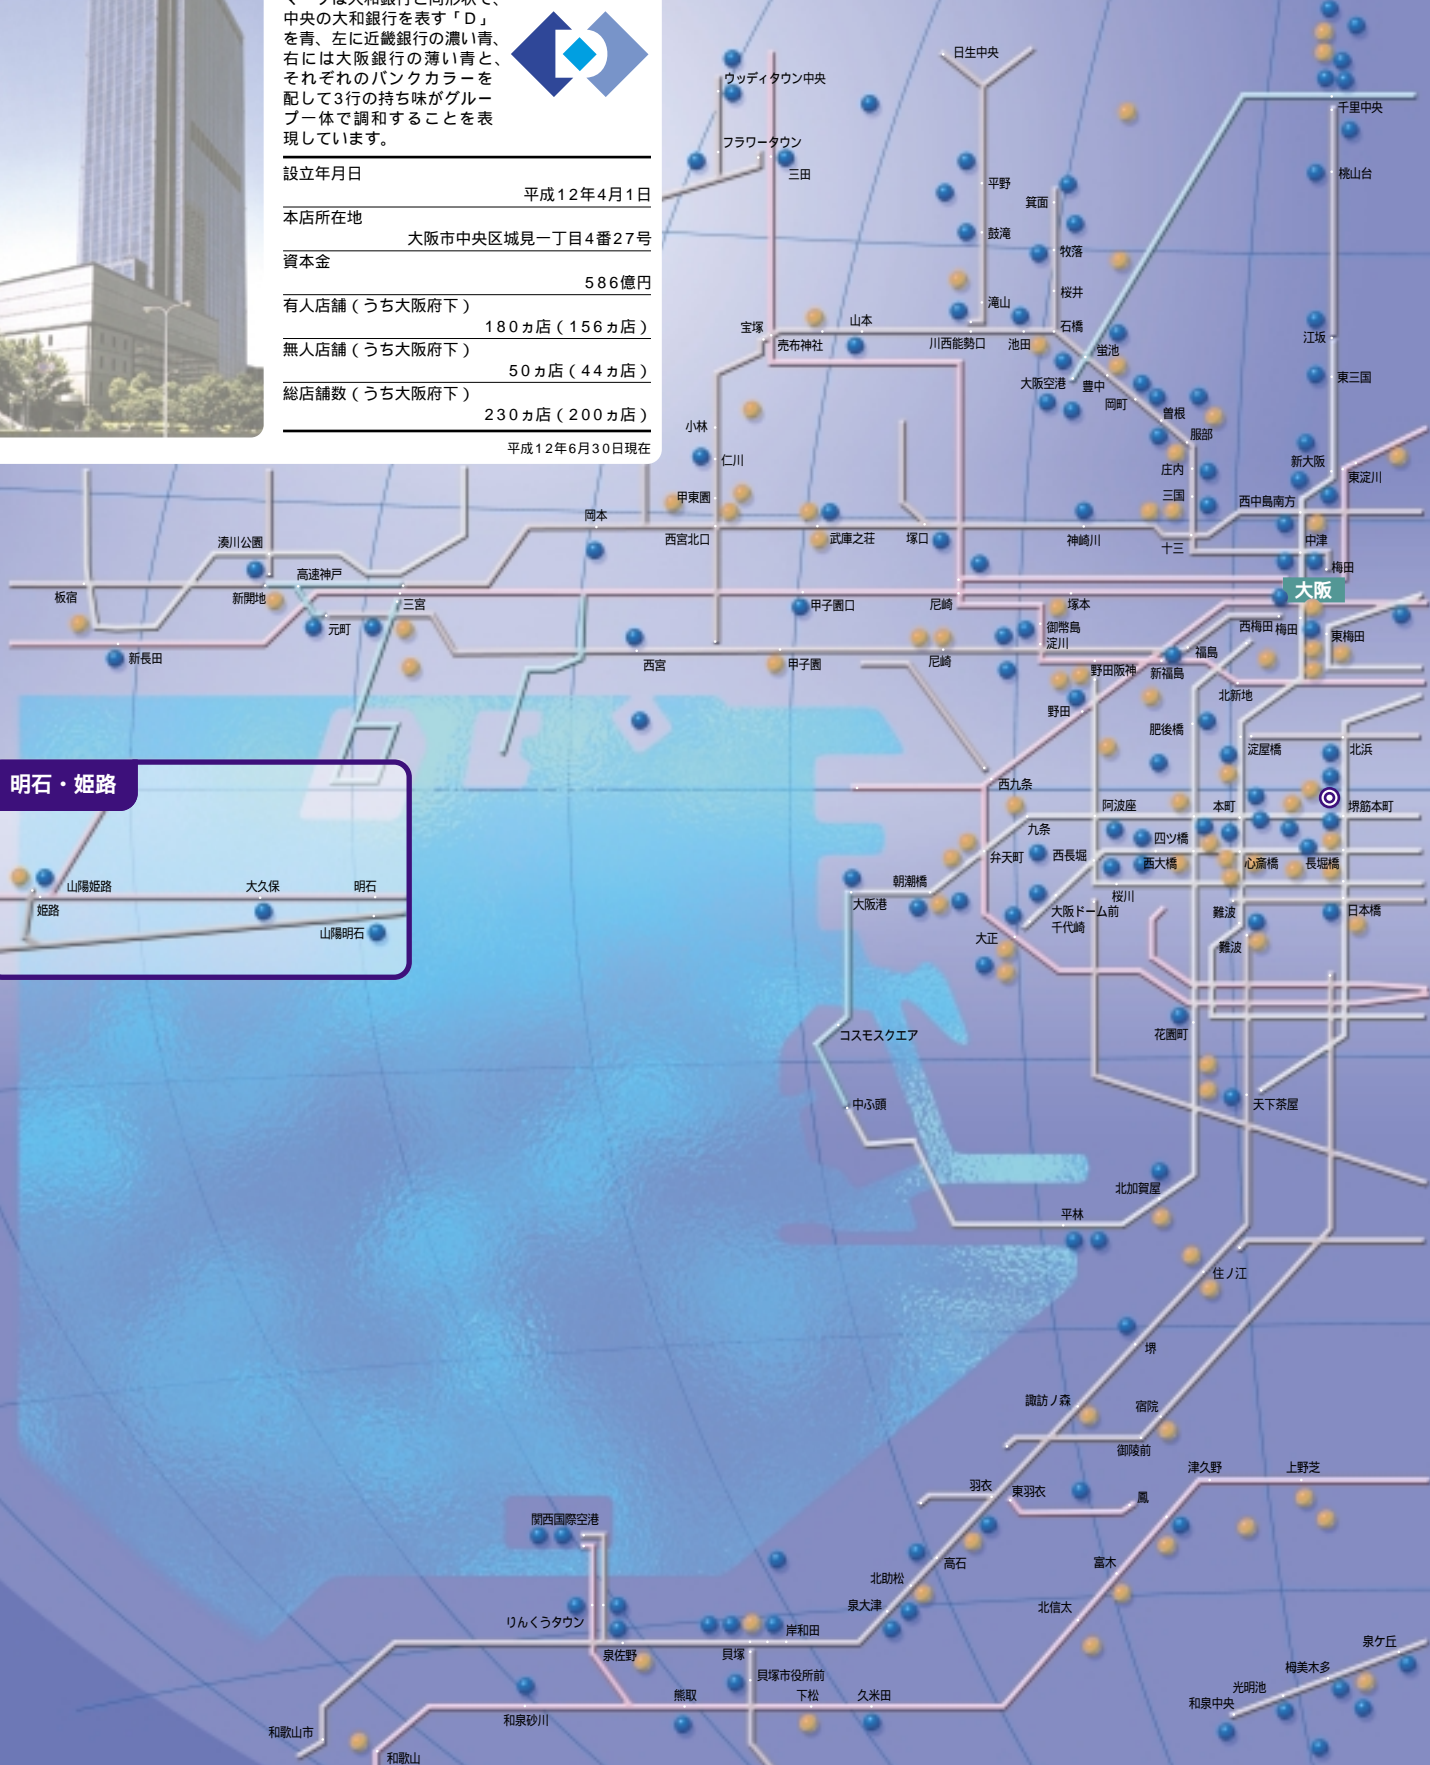 マークは大和銀行と同形状で、
中央の大和銀行を表す「D」
を青、左に近畿銀行の濃い青、
右には大阪銀行の薄い青と、
それぞれのバンクカラーを
配して3行の持ち味がグルー
プ一体で調和することを表
現しています。
設立年月日
平成12年4月1日
本店所在地
大阪市中央区城見一丁目4番27号
資本金
586億円
有人店舗(うち大阪府下)
180ヵ店(156ヵ店)
無人店舗(うち大阪府下)
50ヵ店(44ヵ店)
総店舗数(うち大阪府下)
230ヵ店(200ヵ店)
平成12年6月30日現在
日生中央
ウッディタウン中央
千里中央
フラワータウン
三田
平野
桃山台
箕面
鼓滝
牧落
桜井
滝山
宝塚
売布神社
山本
川西能勢口
池田
石橋
蛍池
江坂
大阪空港
豊中
岡町
東三国
曽根
小林
服部
仁川
庄内
新大阪
東淀川
甲東園
三国
西中島南方
岡本
西宮北口
武庫之荘
塚口
神崎川
十三
中津
湊川公園
梅田
高速神戸
大阪
板宿
新開地
三宮
甲子園口
尼崎
塚本
元町
御幣島
淀川
西梅田
梅田
東梅田
新長田
西宮
甲子園
尼崎
野田阪神
新福島
福島
北新地
野田
肥後橋
淀屋橋
北浜
明石・姫路
西九条
阿波座
本町
堺筋本町
九条
四ツ橋
弁天町
西長堀
西大橋
心斎橋
長堀橋
朝潮橋
山陽姫路
大久保
明石
大阪港
桜川
姫路
大阪ドーム前
千代崎
難波
日本橋
山陽明石
大正
難波
コスモスクエア
花園町
中ふ頭
天下茶屋
北加賀屋
平林
住ノ江
堺
諏訪ノ森
宿院
御陵前
津久野
上野芝
羽衣
東羽衣
鳳
関西国際空港
高石
富木
北助松
泉大津
北信太
りんくうタウン
岸和田
泉佐野
貝塚
泉ケ丘
貝塚市役所前
栂美木多
熊取
下松
久米田
光明池
和泉中央
和泉砂川
和歌山市
和歌山